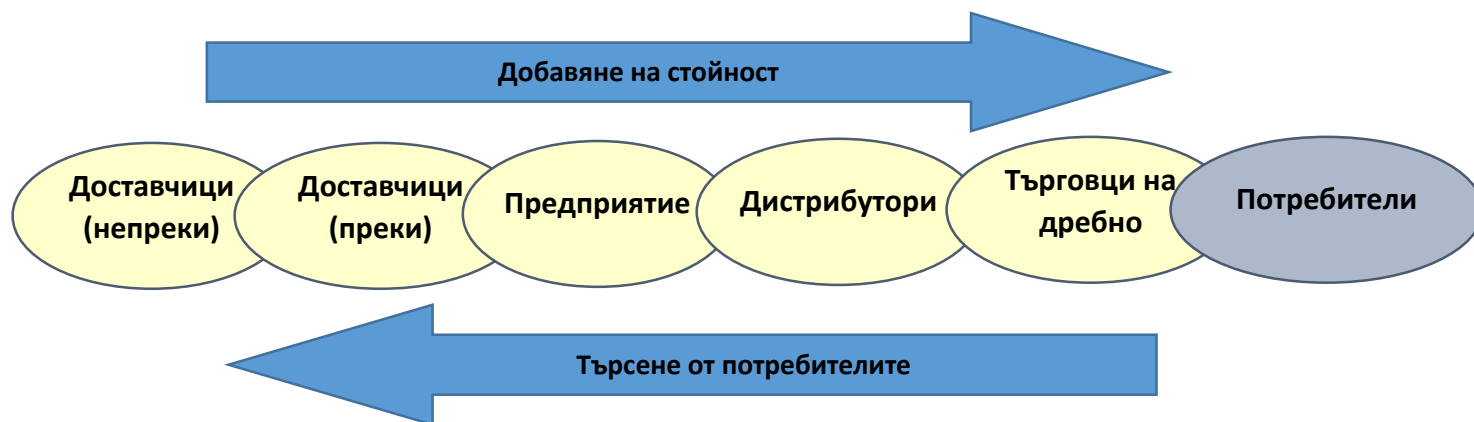 Добавяне на стойност
Доставчици
(непреки)
Доставчици
(преки)
Предприятие
Дистрибутори
Търговци на
дребно
Потребители
Търсене от потребителите